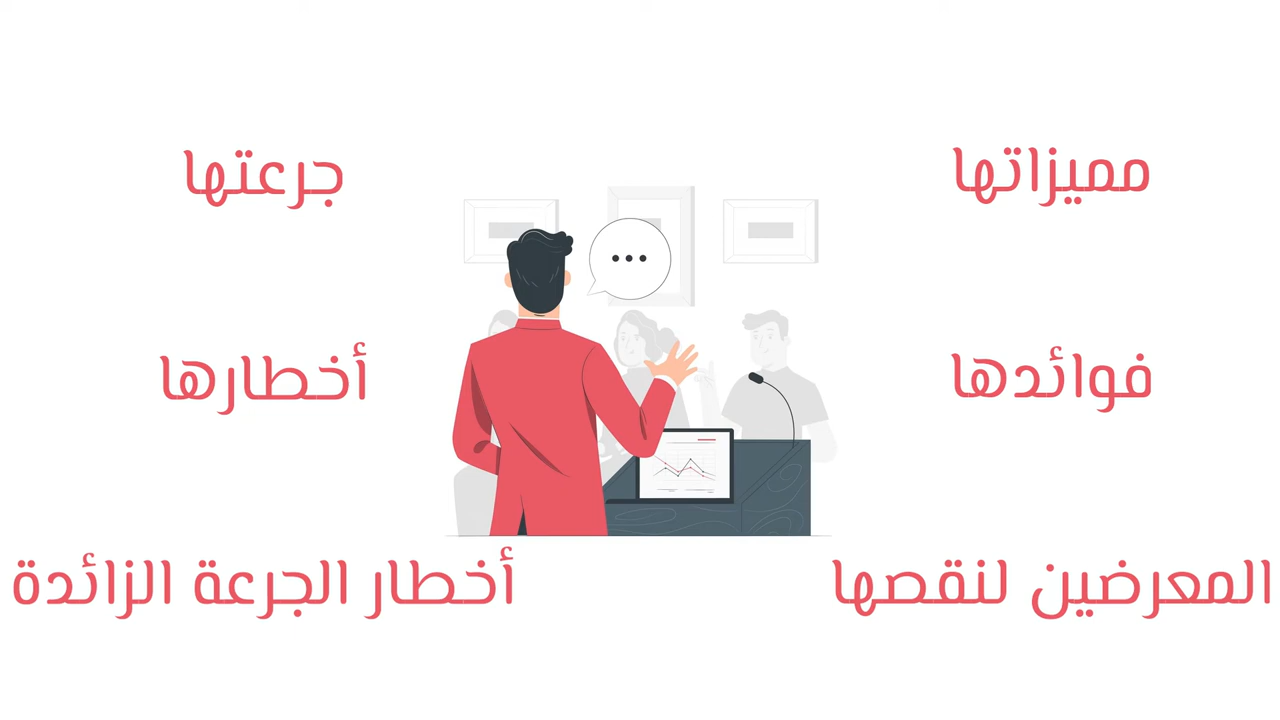 مميزاتها
جرعتها
فوائدها
أخطارها
المعرضين لنقصها
أخطار الجرعة الزائدة